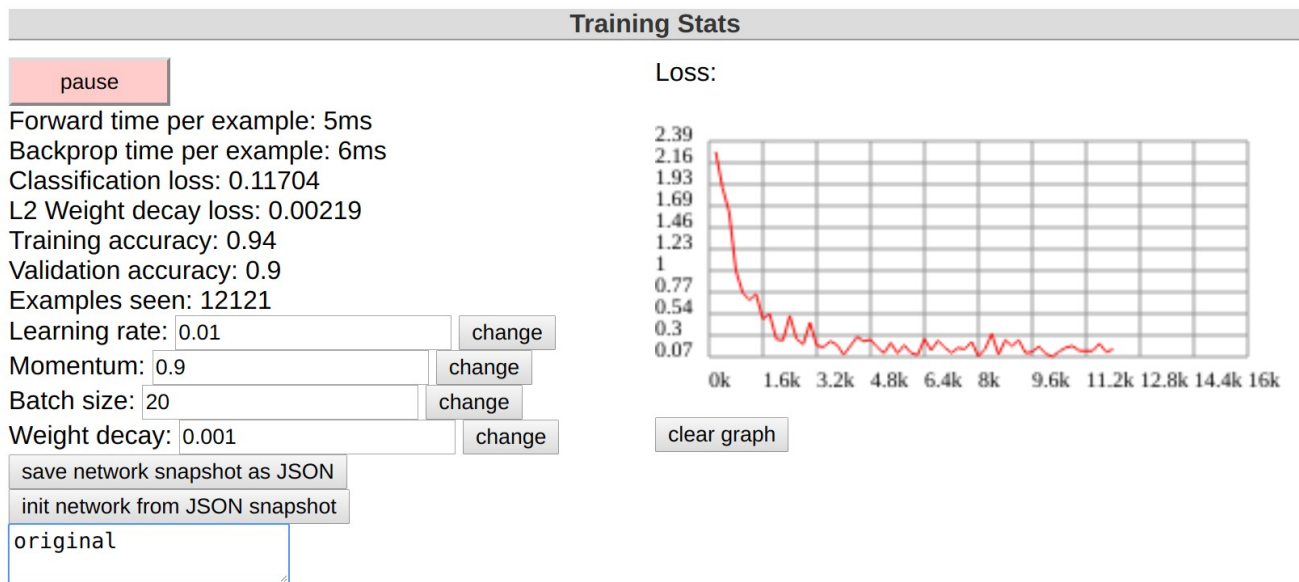 Training Stats
pause
Forward time per example: 5ms
Backprop time per example: 6ms
Classification loss: 0.11704
L2 Weight decay loss: 0.00219
Training accuracy: 0.94
Validation accuracy: 0.9
Examples seen: 12121
Learning rate: 0.01 change
Momentum: 0.9 change
Batch size: 20 change
Weight decay: 0.001 change
save network snapshot as JSON
init network from JSON snapshot
original
Loss:
2.39
2.16
1.93
1.69
1.46
1.23
1
0.77
0.54
0.3
0.07
0k 1.6k 3.2k 4.8k 6.4k 8k 9.6k 11.2k 12.8k 14.4k 16k
clear graph